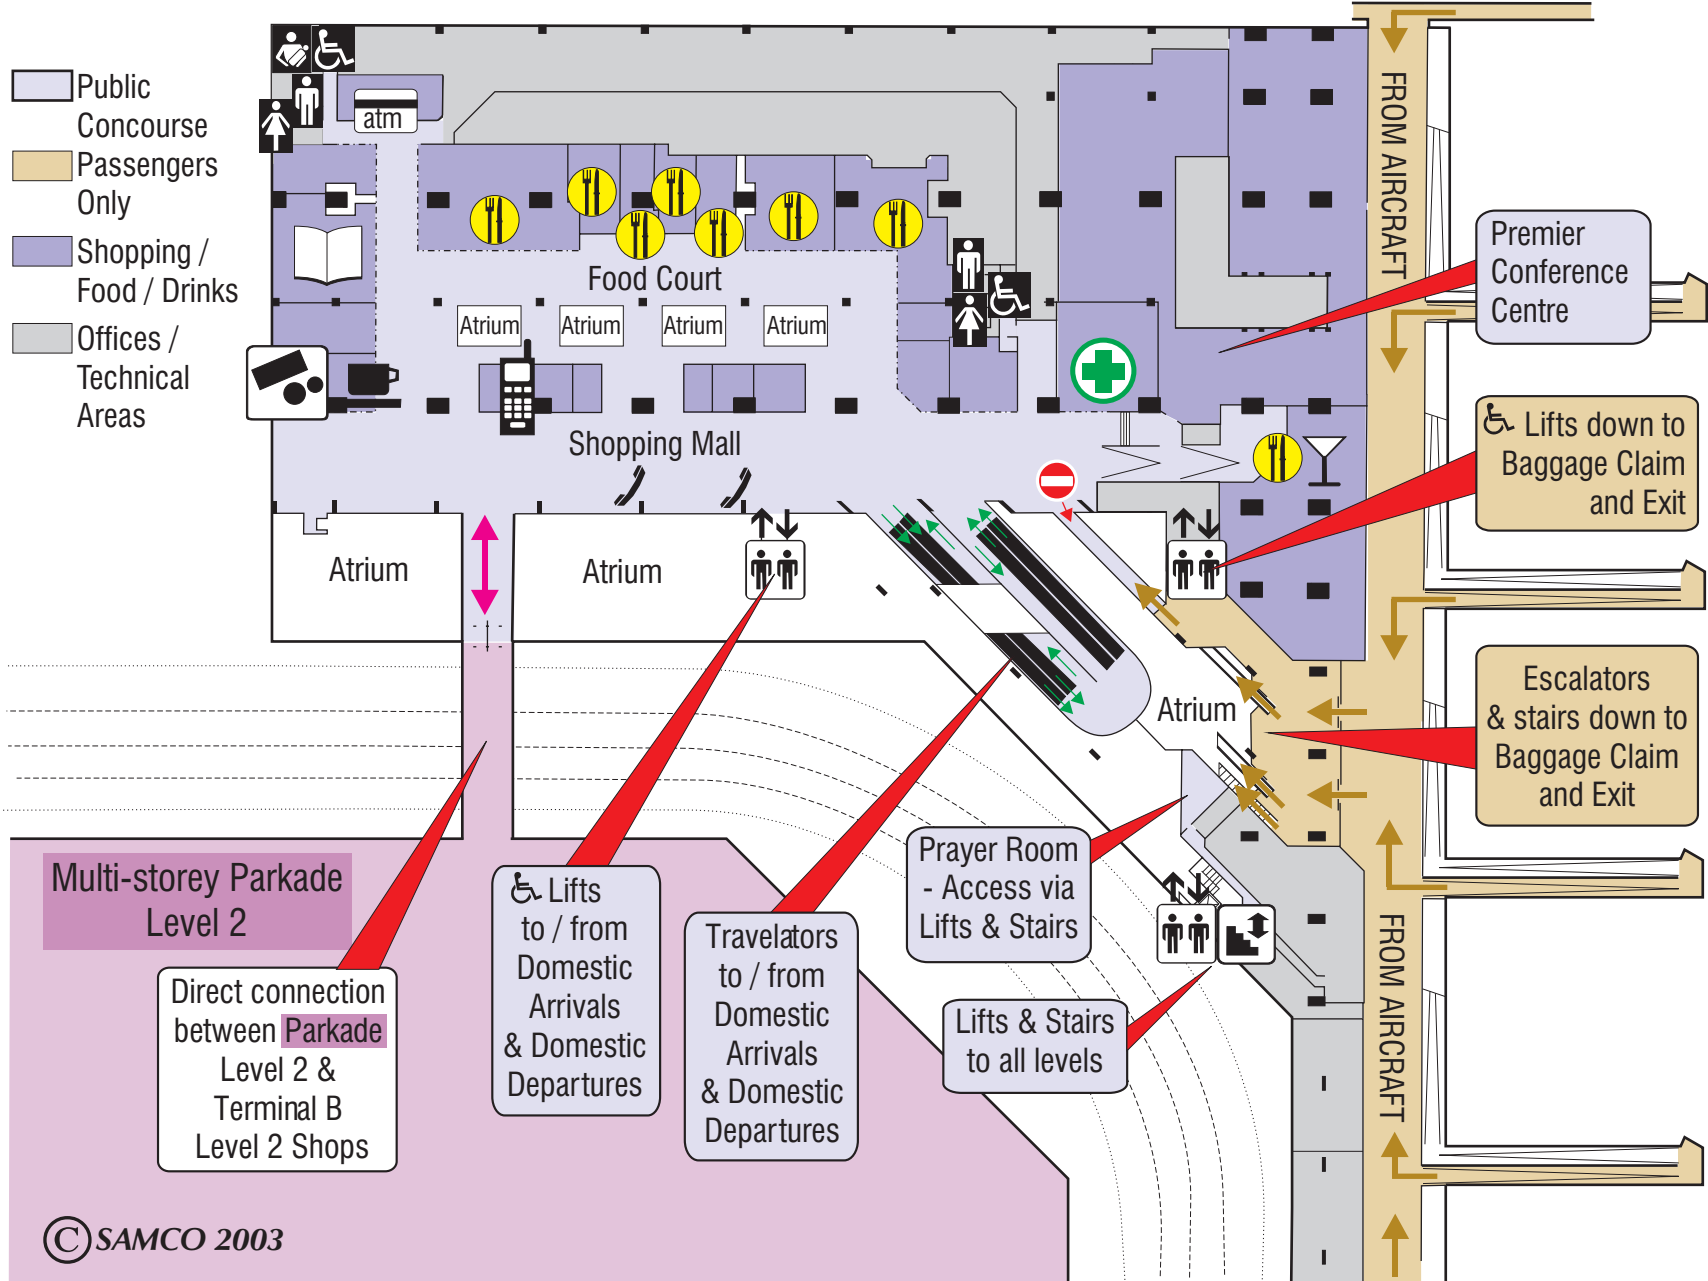 Public
Concourse
Passengers
Only
Shopping /
Food / Drinks
Offices /
Technical
Areas
atm
Food Court
Atrium
Atrium
Atrium
Atrium
Shopping Mall
Atrium
Atrium
Atrium
FROM AIRCRAFT
FROM AIRCRAFT
Premier
Conference
Centre
Lifts down to
Baggage Claim
and Exit
Escalators
& stairs down to
Baggage Claim
and Exit
Prayer Room
- Access via
Lifts & Stairs
Lifts & Stairs
to all levels
Multi-storey Parkade
Level 2
Direct connection
between Parkade
Level 2 &
Terminal B
Level 2 Shops
Lifts
to / from
Domestic
Arrivals
& Domestic
Departures
Travelators
to / from
Domestic
Arrivals
& Domestic
Departures
© SAMCO 2003